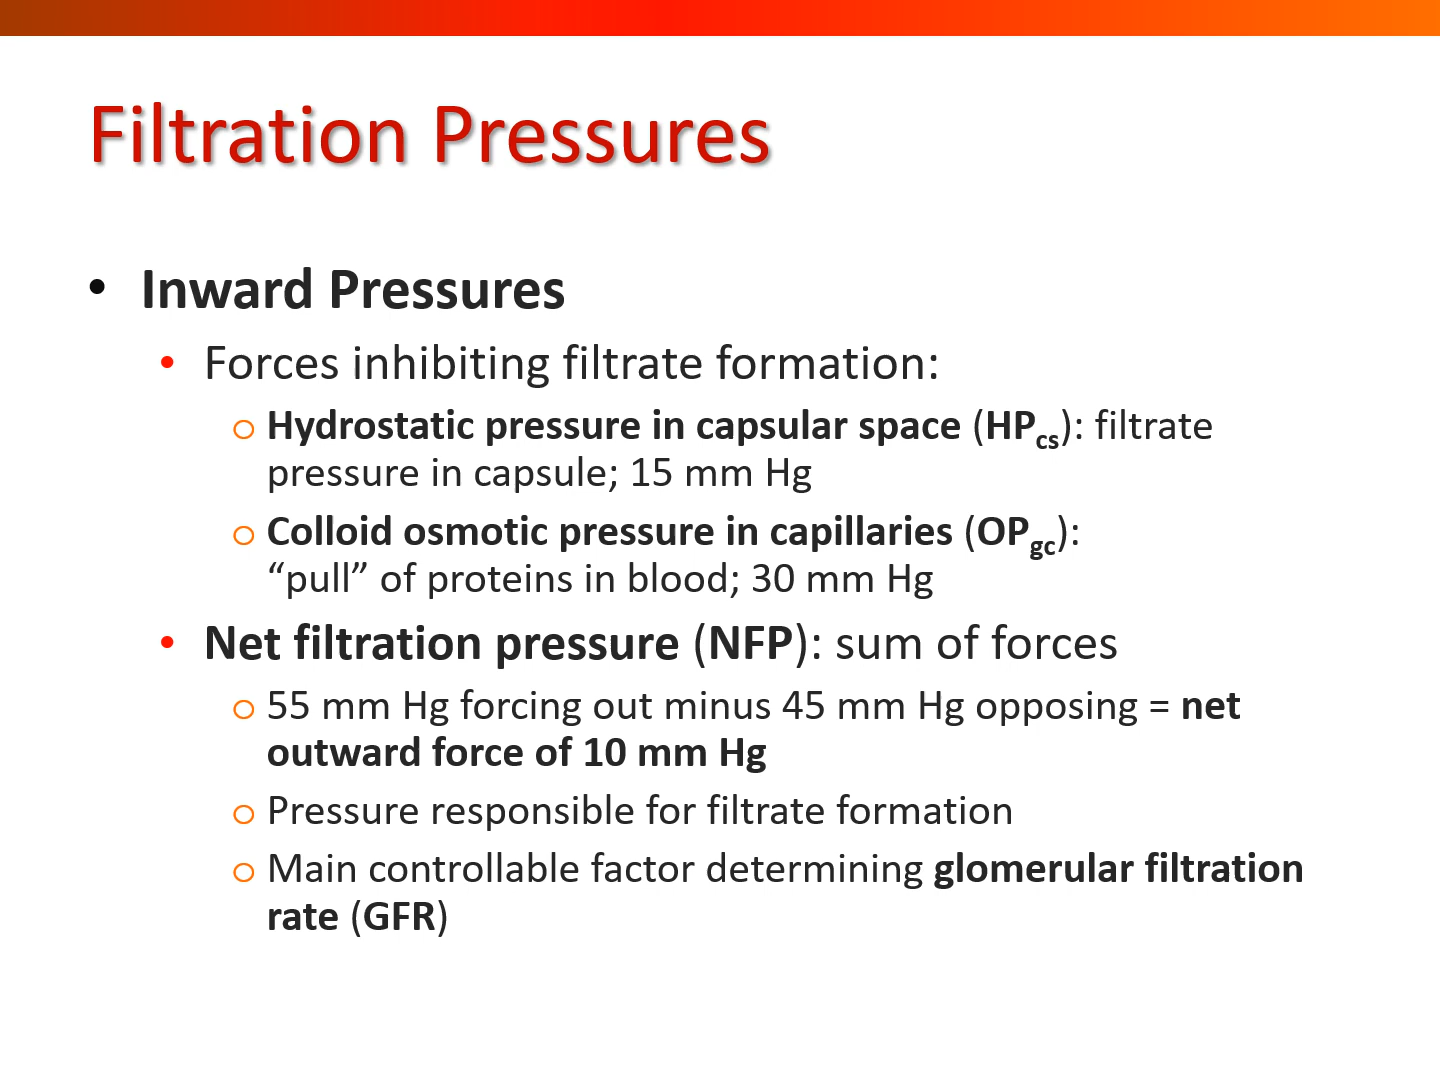 Filtration Pressures
• Inward Pressures
• Forces inhibiting filtrate formation:
o Hydrostatic pressure in capsular space (HPcs): filtrate
pressure in capsule; 15 mm Hg
o Colloid osmotic pressure in capillaries (OPgc):
“pull” of proteins in blood; 30 mm Hg
• Net filtration pressure (NFP): sum of forces
o 55 mm Hg forcing out minus 45 mm Hg opposing = net
outward force of 10 mm Hg
o Pressure responsible for filtrate formation
o Main controllable factor determining glomerular filtration
rate (GFR)